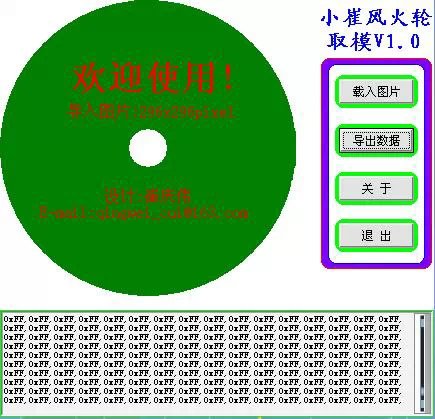 小崔风火轮
取模V1.0
欢迎使用!
载入图片:296x296pixel
设计:
E-mail:
载入图片
导出数据
关 于
退 出
0xFF,0xFF,0xFF,0xFF,0xFF,0xFF,0xFF,0xFF,0xFF,0xFF,0xFF,0xFF,0xFF,0xFF,0xFF,0xFF,
0xFF,0xFF,0xFF,0xFF,0xFF,0xFF,0xFF,0xFF,0xFF,0xFF,0xFF,0xFF,0xFF,0xFF,0xFF,0xFF,
0xFF,0xFF,0xFF,0xFF,0xFF,0xFF,0xFF,0xFF,0xFF,0xFF,0xFF,0xFF,0xFF,0xFF,0xFF,0xFF,
0xFF,0xFF,0xFF,0xFF,0xFF,0xFF,0xFF,0xFF,0xFF,0xFF,0xFF,0xFF,0xFF,0xFF,0xFF,0xFF,
0xFF,0xFF,0xFF,0xFF,0xFF,0xFF,0xFF,0xFF,0xFF,0xFF,0xFF,0xFF,0xFF,0xFF,0xFF,0xFF,
0xFF,0xFF,0xFF,0xFF,0xFF,0xFF,0xFF,0xFF,0xFF,0xFF,0xFF,0xFF,0xFF,0xFF,0xFF,0xFF,
0xFF,0xFF,0xFF,0xFF,0xFF,0xFF,0xFF,0xFF,0xFF,0xFF,0xFF,0xFF,0xFF,0xFF,0xFF,0xFF,
0xFF,0xFF,0xFF,0xFF,0xFF,0xFF,0xFF,0xFF,0xFF,0xFF,0xFF,0xFF,0xFF,0xFF,0xFF,0xFF,
0xFF,0xFF,0xFF,0xFF,0xFF,0xFF,0xFF,0xFF,0xFF,0xFF,0xFF,0xFF,0xFF,0xFF,0xFF,0xFF,